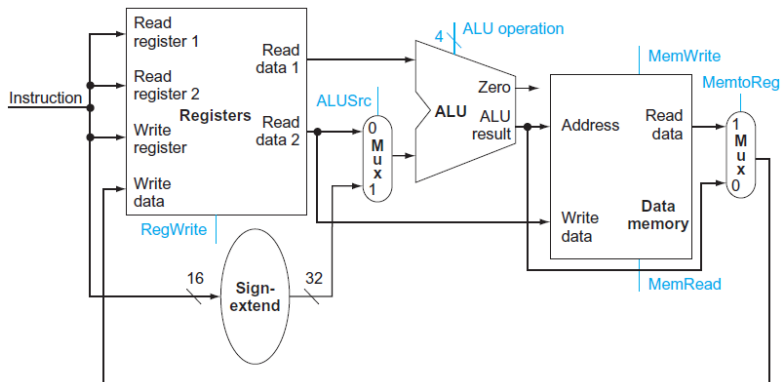 Instruction
Read
register 1
Read
register 2
Write
register
Write
data
Registers
Read
data 1
Read
data 2
RegWrite
16
Sign-
extend
32
ALUSrc
0
M
u
x
1
4
ALU operation
Zero
ALU
ALU
result
MemWrite
Address
Read
data
Write
data
Data
memory
MemRead
MemtoReg
1
M
u
x
0